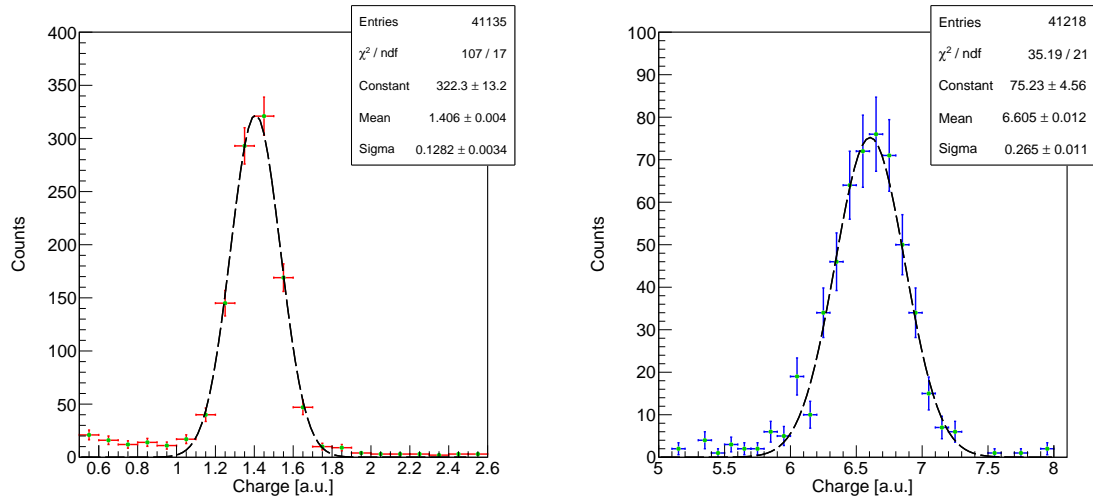 Entries 41135
χ² / ndf 107 / 17
Constant 322.3 ± 13.2
Mean 1.406 ± 0.004
Sigma 0.1282 ± 0.0034
400
350
300
250
200
150
100
50
0
Counts
0.6 0.8 1 1.2 1.4 1.6 1.8 2 2.2 2.4 2.6
Charge [a.u.]
Entries 41218
χ² / ndf 35.19 / 21
Constant 75.23 ± 4.56
Mean 6.605 ± 0.012
Sigma 0.265 ± 0.011
100
90
80
70
60
50
40
30
20
10
0
Counts
5 5.5 6 6.5 7 7.5 8
Charge [a.u.]